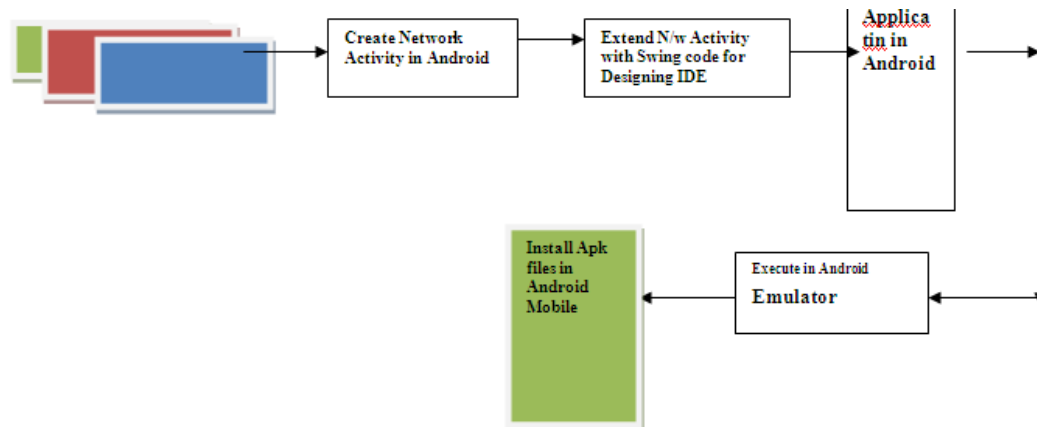 Create Network
Activity in Android
Extend N/w Activity
with Swing code for
Designing IDE
Applica
tin in
Android
Install Apk
files in
Android
Mobile
Execute in Android
Emulator